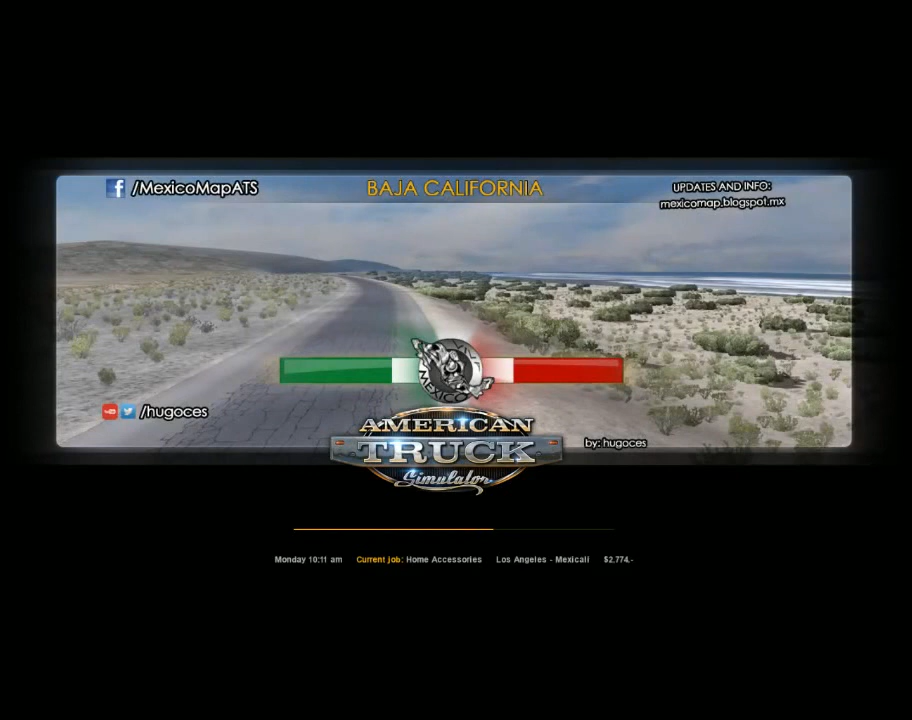 /MexicoMapATS
BAJA CALIFORNIA
UPDATES AND INFO:
mexicomap.blogspot.mx
MEXICO
/hugoces
AMERICAN
TRUCK
Simulator
by: hugoces
Monday 10:11 am Current job: Home Accessories Los Angeles - Mexicali $2,774.-